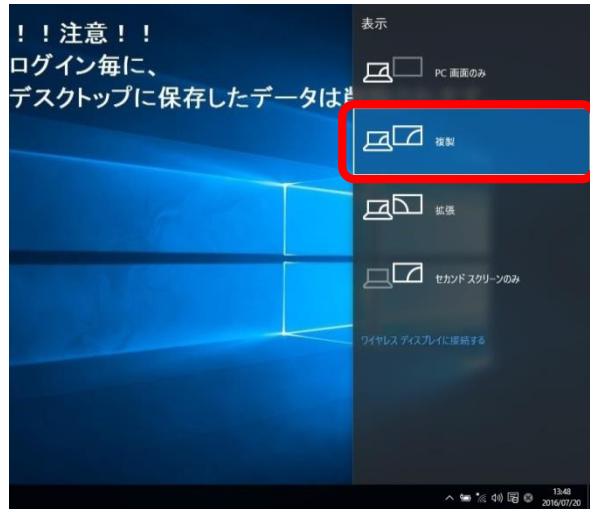 ！！注意！！
ログイン毎に、
デスクトップに保存したデータは
表示
PC 画面のみ
複製
拡張
セカンド スクリーンのみ
ワイヤレス ディスプレイに接続する
13:48
2016/07/20